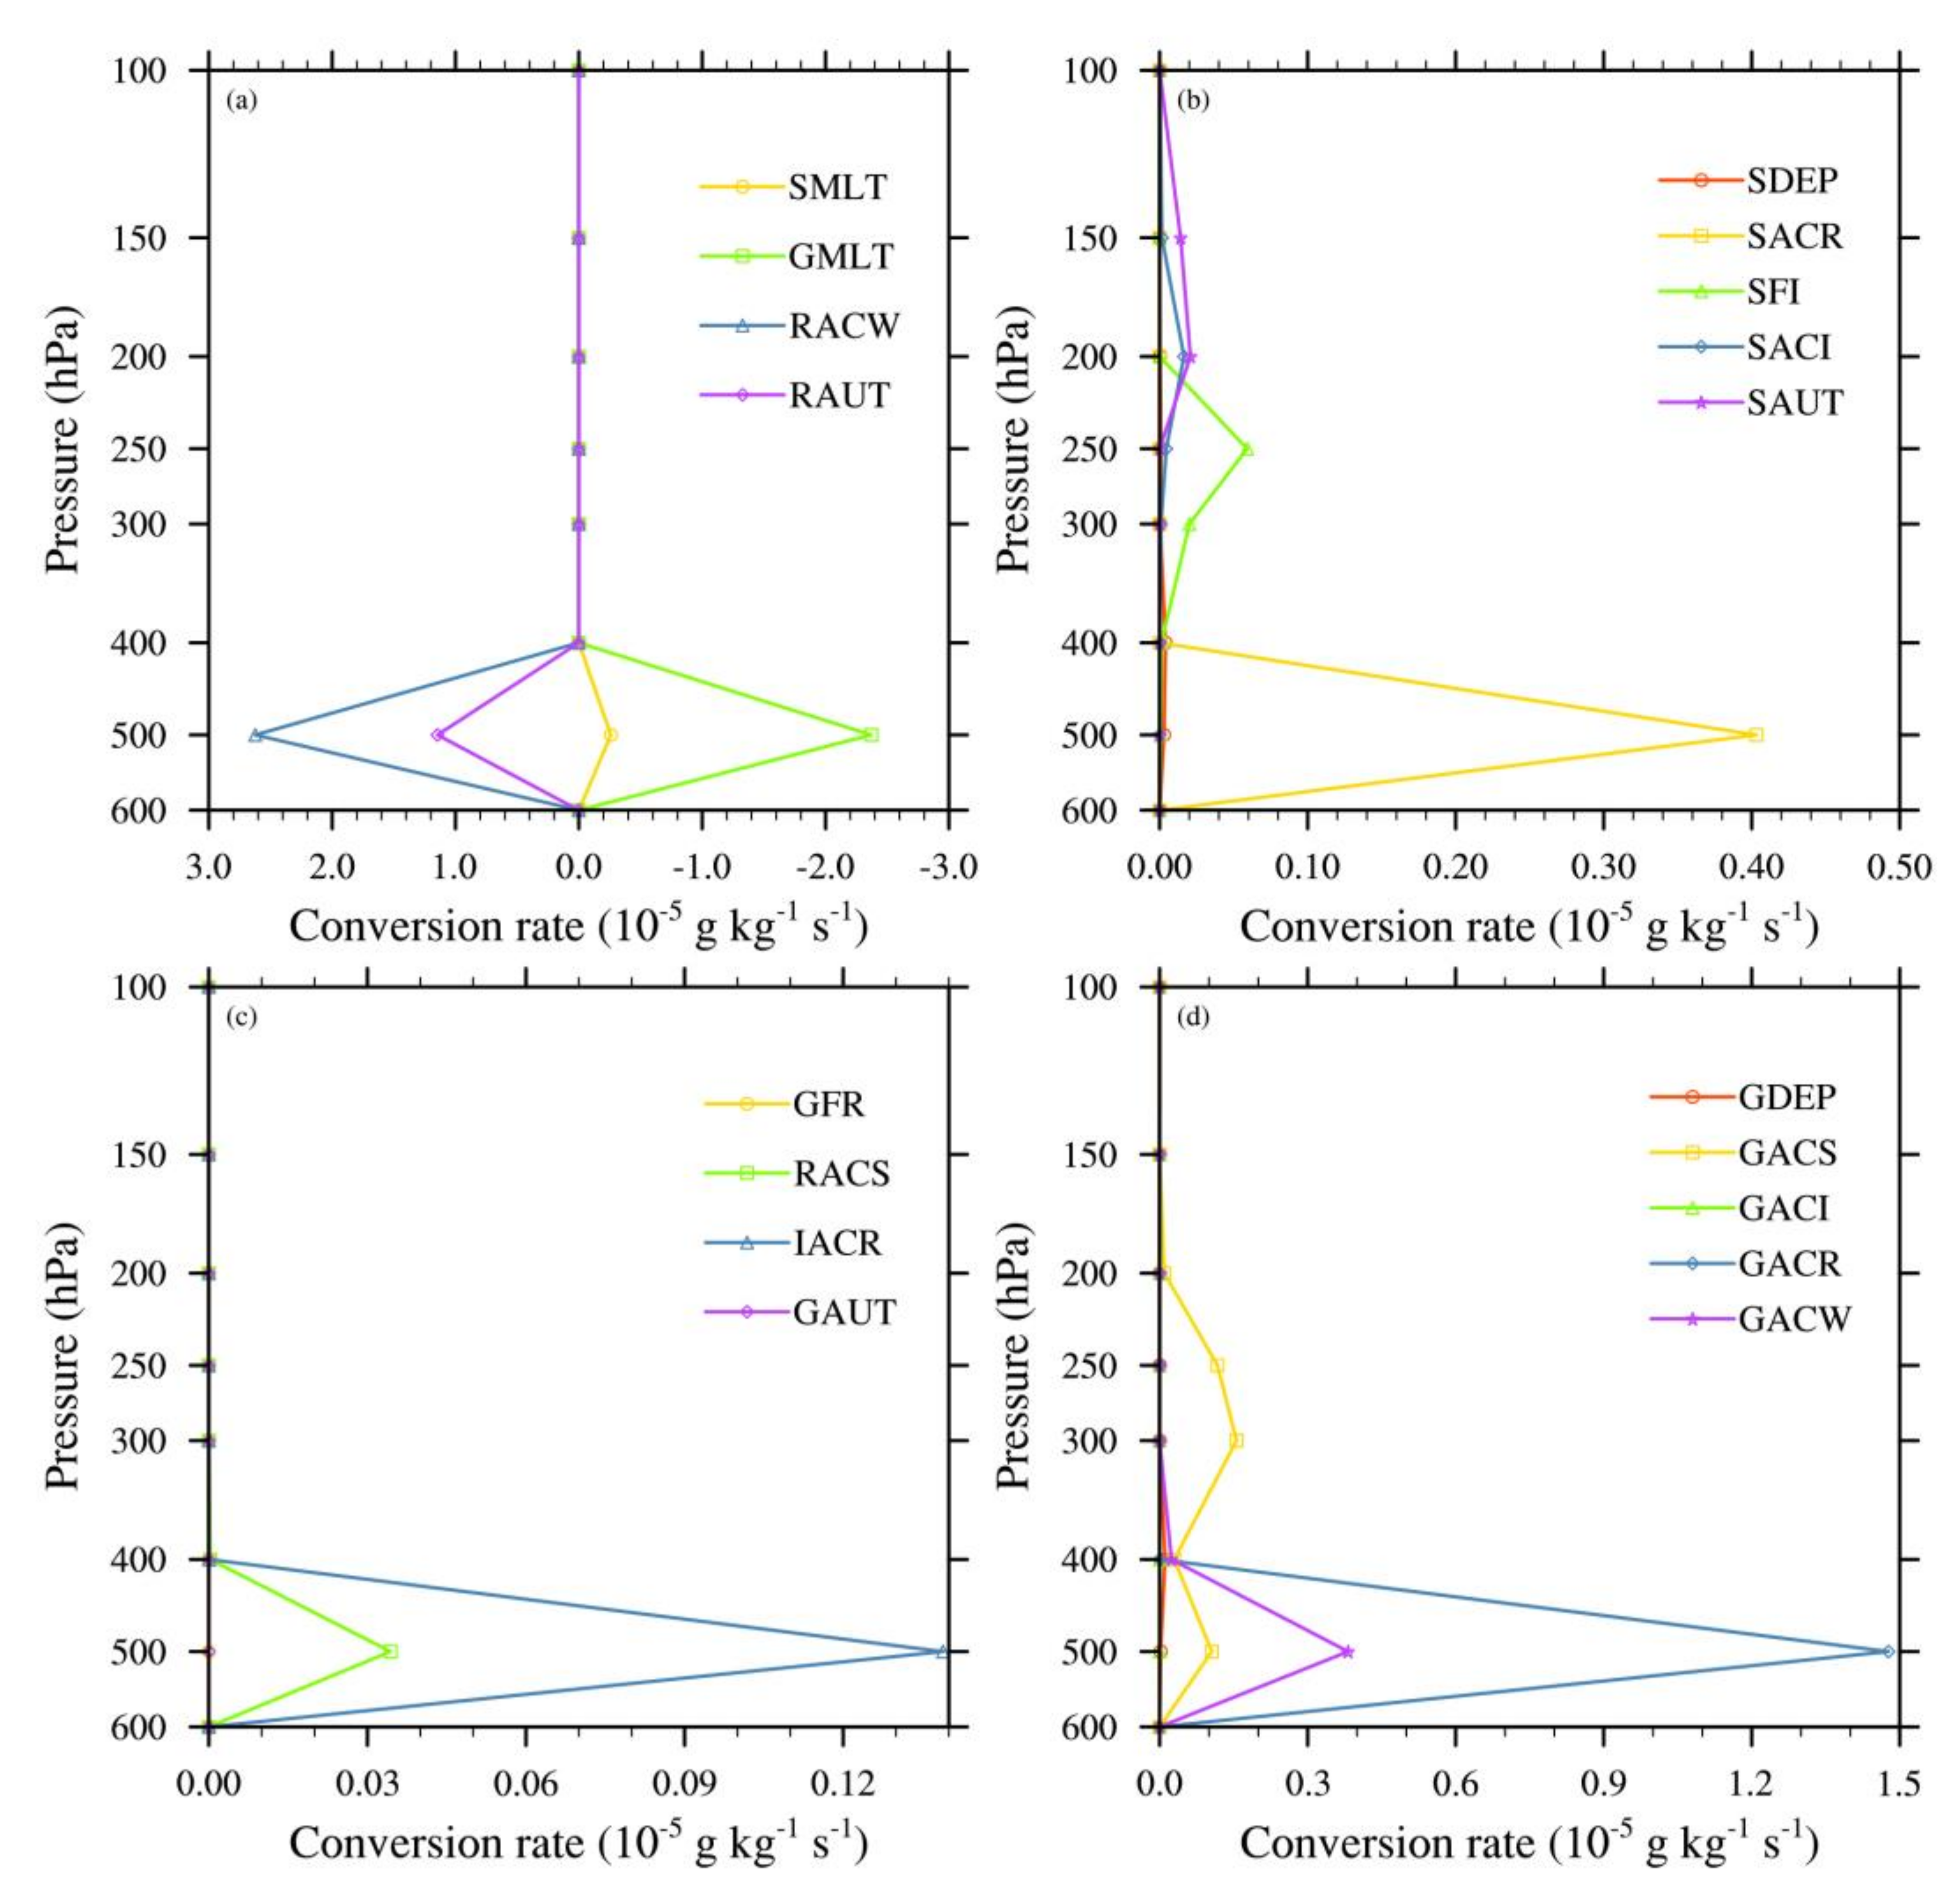 (a)
100
150
200
250
300
400
500
600
Pressure (hPa)
SMLT
GMLT
RACW
RAUT
3.0 2.0 1.0 0.0 -1.0 -2.0 -3.0
Conversion rate (10⁻⁵ g kg⁻¹ s⁻¹)
(b)
100
150
200
250
300
400
500
600
Pressure (hPa)
SDEP
SACR
SFI
SACI
SAUT
0.00 0.10 0.20 0.30 0.40 0.50
Conversion rate (10⁻⁵ g kg⁻¹ s⁻¹)
(c)
100
150
200
250
300
400
500
600
Pressure (hPa)
GFR
RACS
IACR
GAUT
0.00 0.03 0.06 0.09 0.12
Conversion rate (10⁻⁵ g kg⁻¹ s⁻¹)
(d)
100
150
200
250
300
400
500
600
Pressure (hPa)
GDEP
GACS
GACI
GACR
GACW
0.0 0.3 0.6 0.9 1.2 1.5
Conversion rate (10⁻⁵ g kg⁻¹ s⁻¹)